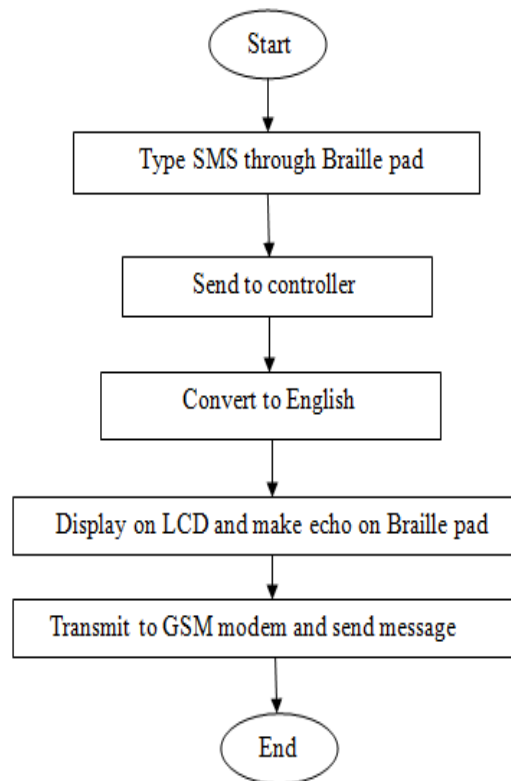 Start
Type SMS through Braille pad
Send to controller
Convert to English
Display on LCD and make echo on Braille pad
Transmit to GSM modem and send message
End